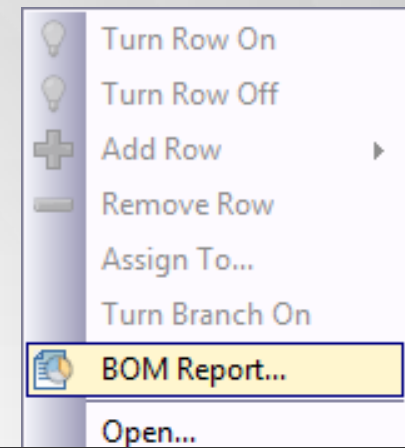 Turn Row On
Turn Row Off
Add Row
Remove Row
Assign To...
Turn Branch On
BOM Report...
Open...